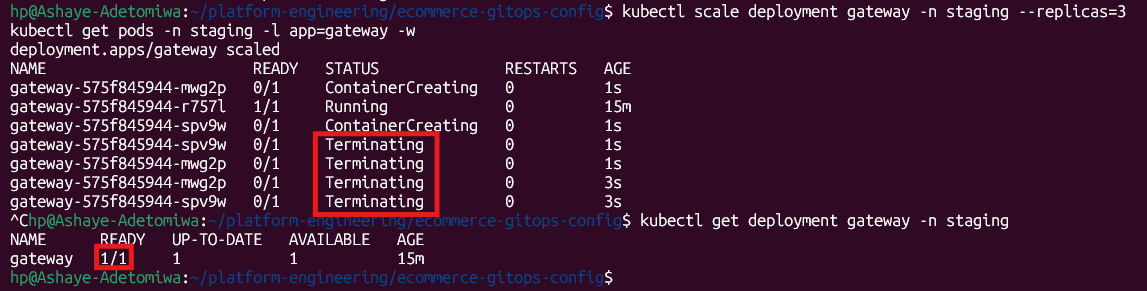 hp@Ashaye-Adetomiwa:~/platform-engineering/ecommerce-gitops-config$ kubectl scale deployment gateway -n staging --replicas=3
kubectl get pods -n staging -l app=gateway -w
deployment.apps/gateway scaled
NAME                       READY   STATUS              RESTARTS   AGE
gateway-575f845944-mwg2p   0/1     ContainerCreating   0          1s
gateway-575f845944-r757l   1/1     Running             0          15m
gateway-575f845944-spv9w   0/1     ContainerCreating   0          1s
gateway-575f845944-spv9w   0/1     Terminating         0          1s
gateway-575f845944-mwg2p   0/1     Terminating         0          1s
gateway-575f845944-mwg2p   0/1     Terminating         0          3s
gateway-575f845944-spv9w   0/1     Terminating         0          3s
^Chp@Ashaye-Adetomiwa:~/platform-engineering/ecommerce-gitops-config$ kubectl get deployment gateway -n staging
NAME      READY   UP-TO-DATE   AVAILABLE   AGE
gateway   1/1     1            1           15m
hp@Ashaye-Adetomiwa:~/platform-engineering/ecommerce-gitops-config$